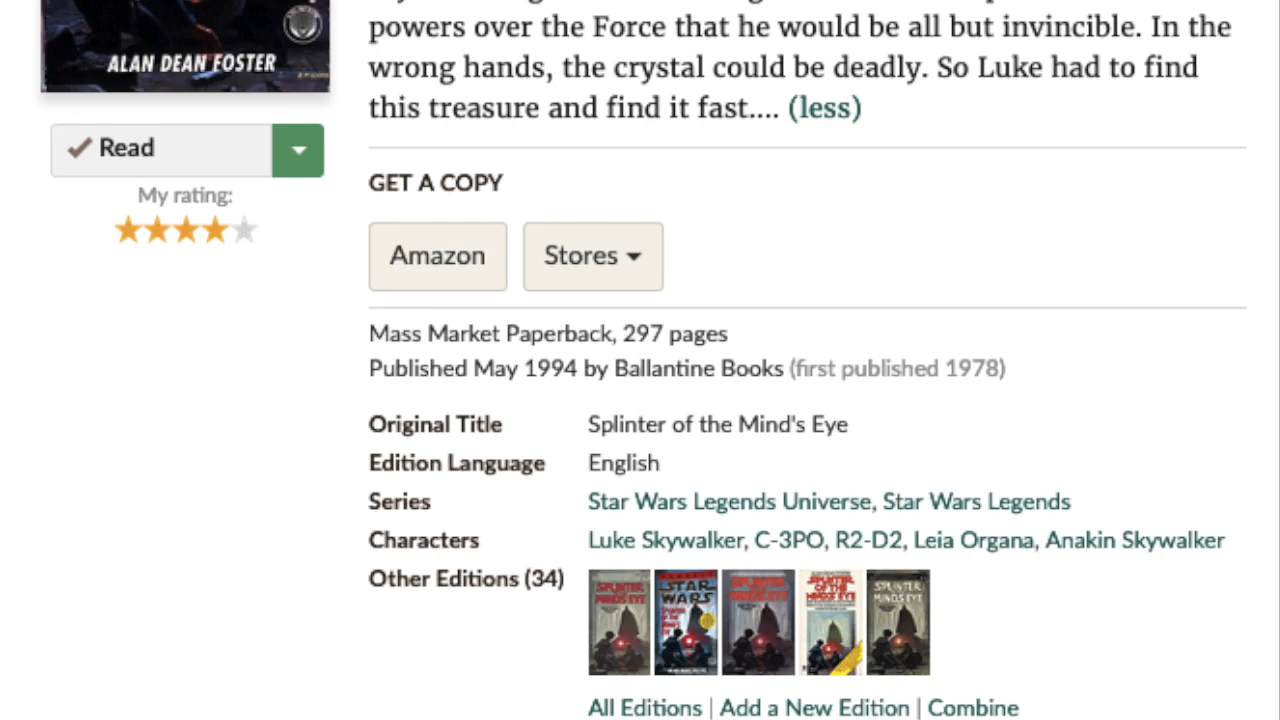 powers over the Force that he would be all but invincible. In the
wrong hands, the crystal could be deadly. So Luke had to find
this treasure and find it fast.... (less)
ALAN DEAN FOSTER
Read
My rating:
GET A COPY
Amazon
Stores
Mass Market Paperback, 297 pages
Published May 1994 by Ballantine Books (first published 1978)
Original Title Splinter of the Mind's Eye
Edition Language English
Series Star Wars Legends Universe, Star Wars Legends
Characters Luke Skywalker, C-3PO, R2-D2, Leia Organa, Anakin Skywalker
Other Editions (34)
STAR
WARS
All Editions | Add a New Edition | Combine